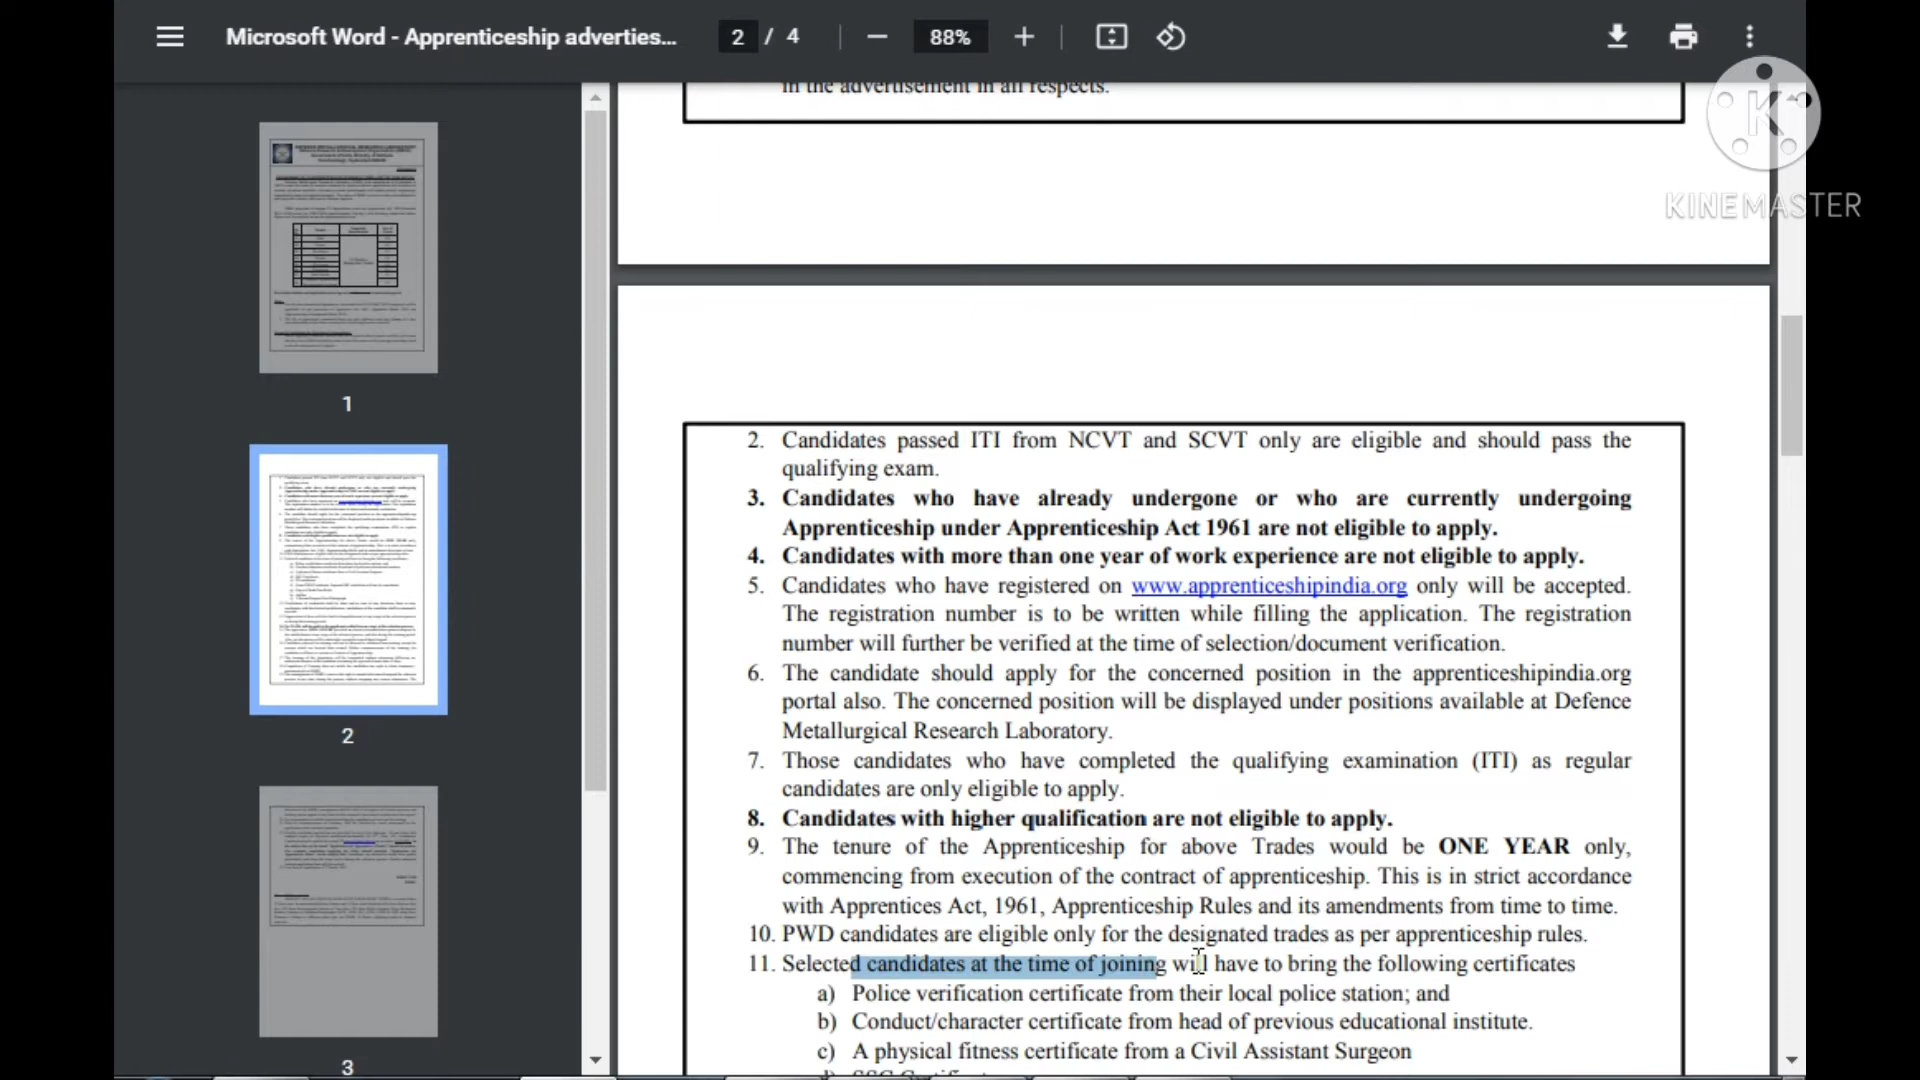 Microsoft Word - Apprenticeship adverties...
2 / 4
88%
in the advertisement in all respects.
K
KINEMASTER
2. Candidates passed ITI from NCVT and SCVT only are eligible and should pass the
qualifying exam.
3. Candidates who have already undergone or who are currently undergoing
Apprenticeship under Apprenticeship Act 1961 are not eligible to apply.
4. Candidates with more than one year of work experience are not eligible to apply.
5. Candidates who have registered on www.apprenticeshipindia.org only will be accepted.
The registration number is to be written while filling the application. The registration
number will further be verified at the time of selection/document verification.
6. The candidate should apply for the concerned position in the apprenticeshipindia.org
portal also. The concerned position will be displayed under positions available at Defence
Metallurgical Research Laboratory.
7. Those candidates who have completed the qualifying examination (ITI) as regular
candidates are only eligible to apply.
8. Candidates with higher qualification are not eligible to apply.
9. The tenure of the Apprenticeship for above Trades would be ONE YEAR only,
commencing from execution of the contract of apprenticeship. This is in strict accordance
with Apprentices Act, 1961, Apprenticeship Rules and its amendments from time to time.
10. PWD candidates are eligible only for the designated trades as per apprenticeship rules.
11. Selected candidates at the time of joining will have to bring the following certificates
a) Police verification certificate from their local police station; and
b) Conduct/character certificate from head of previous educational institute.
c) A physical fitness certificate from a Civil Assistant Surgeon
1
2
3